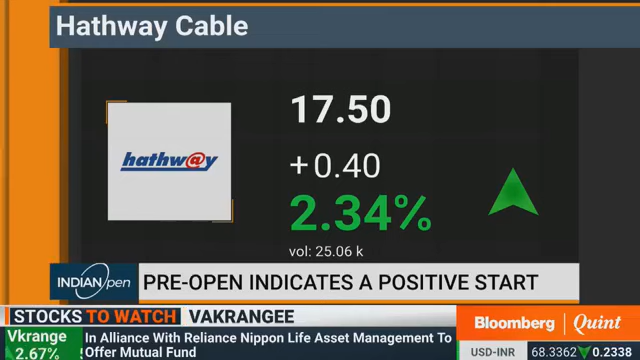 Hathway Cable
17.50
hathw@y
+0.40
2.34%
vol: 25.06 k
INDIAN Open
PRE-OPEN INDICATES A POSITIVE START
STOCKS TO WATCH VAKRANGEE
Bloomberg Quint
Vkrange
2.67%
In Alliance With Reliance Nippon Life Asset Management To
Offer Mutual Fund
USD-INR 68.3362 0.2338